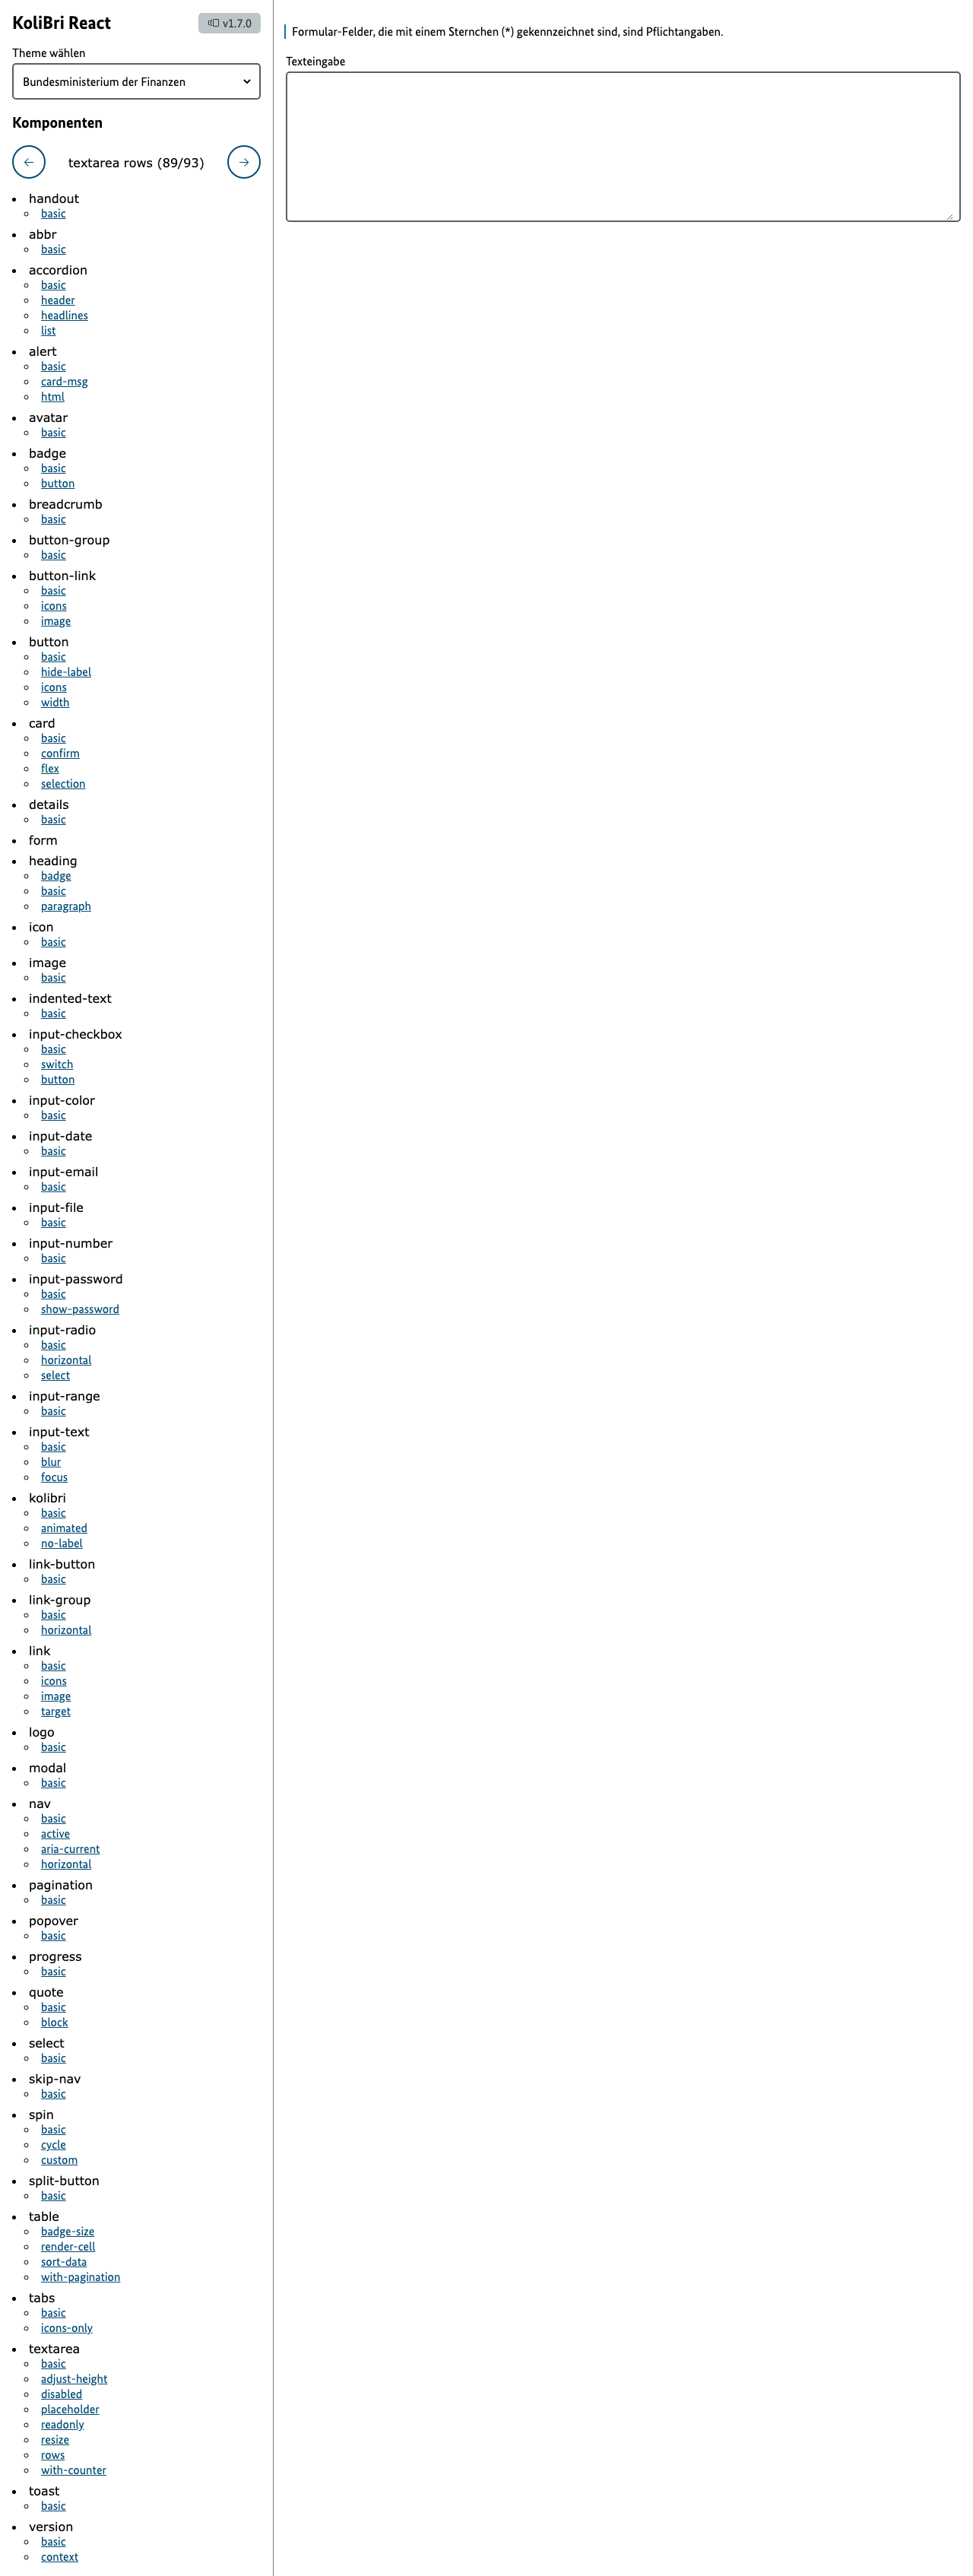 KoliBri React
v1.7.0
Theme wählen
Bundesministerium der Finanzen
Komponenten
textarea rows (89/93)
handout
basic
abbr
basic
accordion
basic
header
headlines
list
alert
basic
card-msg
html
avatar
basic
badge
basic
button
breadcrumb
basic
button-group
basic
button-link
basic
icons
image
button
basic
hide-label
icons
width
card
basic
confirm
flex
selection
details
basic
form
heading
badge
basic
paragraph
icon
basic
image
basic
indented-text
basic
input-checkbox
basic
switch
button
input-color
basic
input-date
basic
input-email
basic
input-file
basic
input-number
basic
input-password
basic
show-password
input-radio
basic
horizontal
select
input-range
basic
input-text
basic
blur
focus
kolibri
basic
animated
no-label
link-button
basic
link-group
basic
horizontal
link
basic
icons
image
target
logo
basic
modal
basic
nav
basic
active
aria-current
horizontal
pagination
basic
popover
basic
progress
basic
quote
basic
block
select
basic
skip-nav
basic
spin
basic
cycle
custom
split-button
basic
table
badge-size
render-cell
sort-data
with-pagination
tabs
basic
icons-only
textarea
basic
adjust-height
disabled
placeholder
readonly
resize
rows
with-counter
toast
basic
version
basic
context
Formular-Felder, die mit einem Sternchen (*) gekennzeichnet sind, sind Pflichtangaben.
Texteingabe